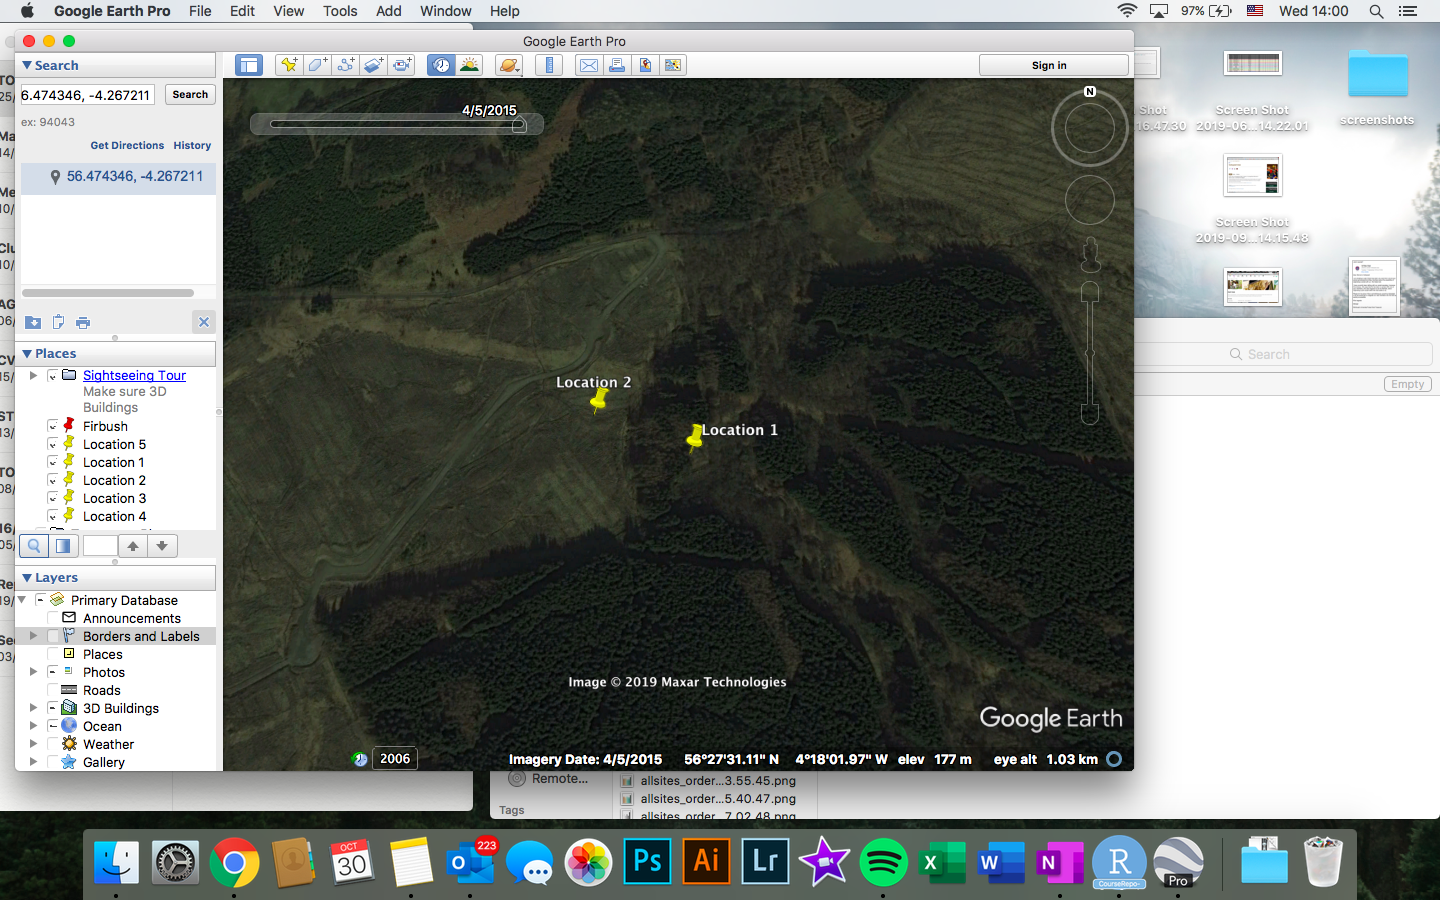 Google Earth Pro File Edit View Tools Add Window Help 97% Wed 14:00
Google Earth Pro
Search
6.474346, -4.267211 Search
ex: 94043
Get Directions History
56.474346, -4.267211
Places
Sightseeing Tour
Make sure 3D
Buildings
Firbush
Location 5
Location 1
Location 2
Location 3
Location 4
Layers
Primary Database
Announcements
Borders and Labels
Places
Photos
Roads
3D Buildings
Ocean
Weather
Gallery
Sign in
4/5/2015
N
Location 2
Location 1
Image © 2019 Maxar Technologies
Google Earth
2006
Imagery Date: 4/5/2015 56°27'31.11" N 4°18'01.97" W elev 177 m eye alt 1.03 km
Shot
16.47.30
Screen Shot
2019-06...14.22.01
screenshots
Screen Shot
2019-09...14.15.48
Search
Empty
Remote...
Tags
allsites_order...3.55.45.png
allsites_order...5.40.47.png
allsites_order...7.02.48.png
OCT
30
223
Ps
Ai
Lr
X
W
N
R
CourseRepo-
Pro